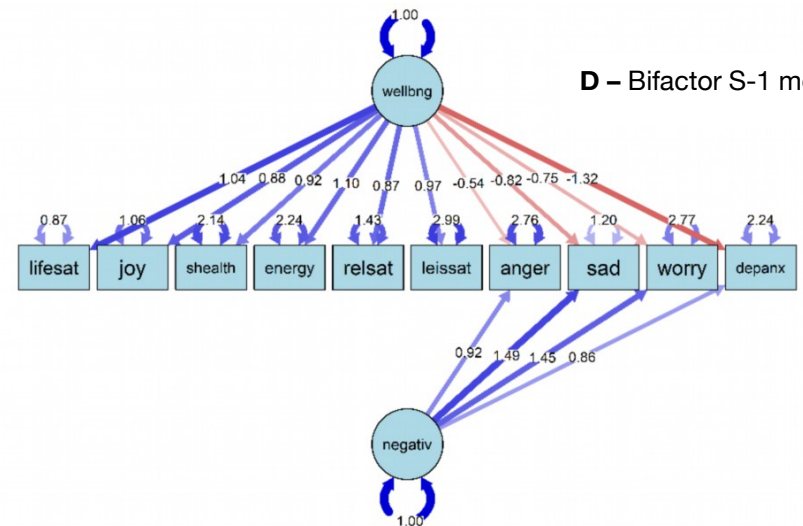 1.00
wellbng
D – Bifactor S-1 m
1.04 0.88 0.92 1.10 0.87 0.97 -0.54 -0.82 -0.75 -1.32
0.87 1.06 2.14 2.24 1.43 2.99 2.76 1.20 2.77 2.24
lifesat joy shealth energy relsat leissat anger sad worry depanx
0.92 1.49 1.45 0.86
negativ
1.00